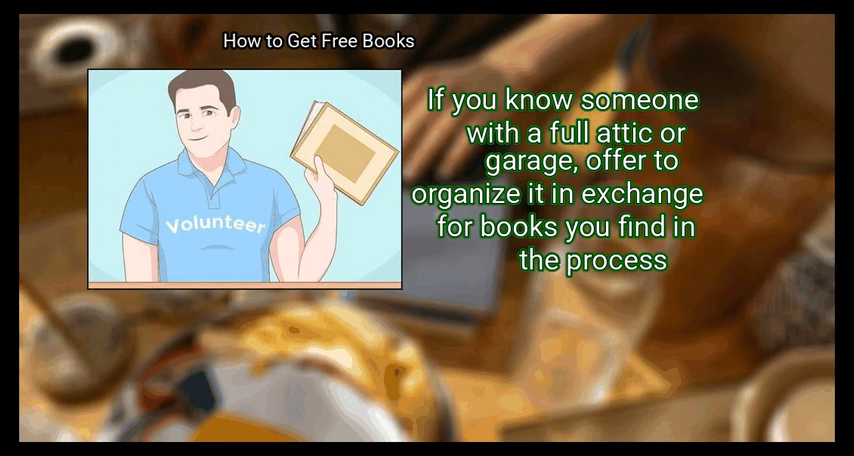 How to Get Free Books
Volunteer
If you know someone
with a full attic or
garage, offer to
organize it in exchange
for books you find in
the process